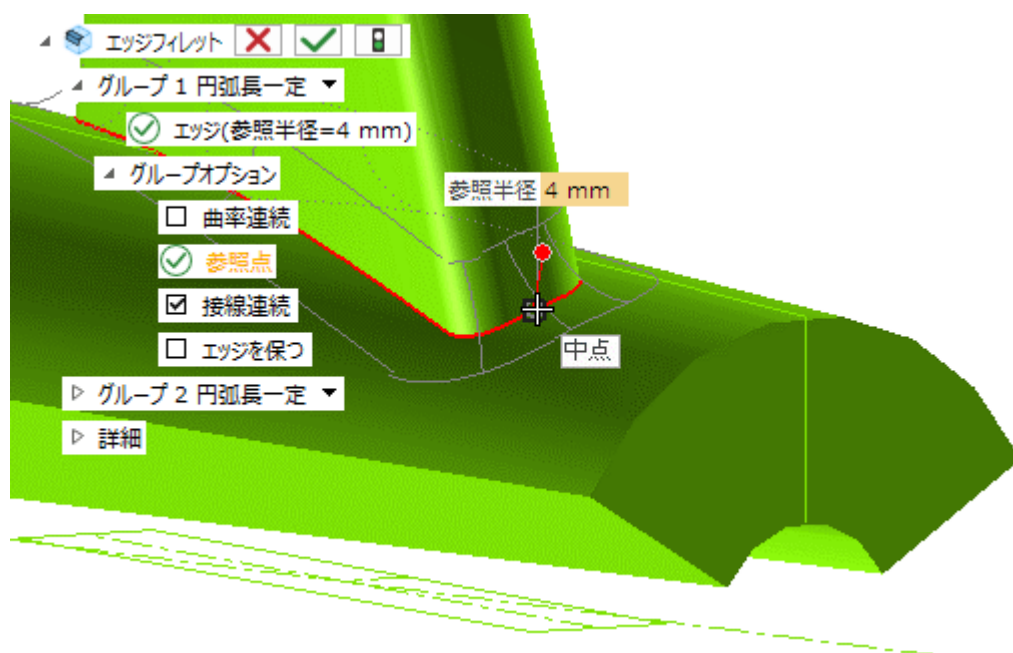 エッジフィレット
グループ 1 円弧長一定
エッジ(参照半径=4 mm)
グループオプション
参照半径 4 mm
曲率連続
参照点
接線連続
中点
エッジを保つ
グループ 2 円弧長一定
詳細